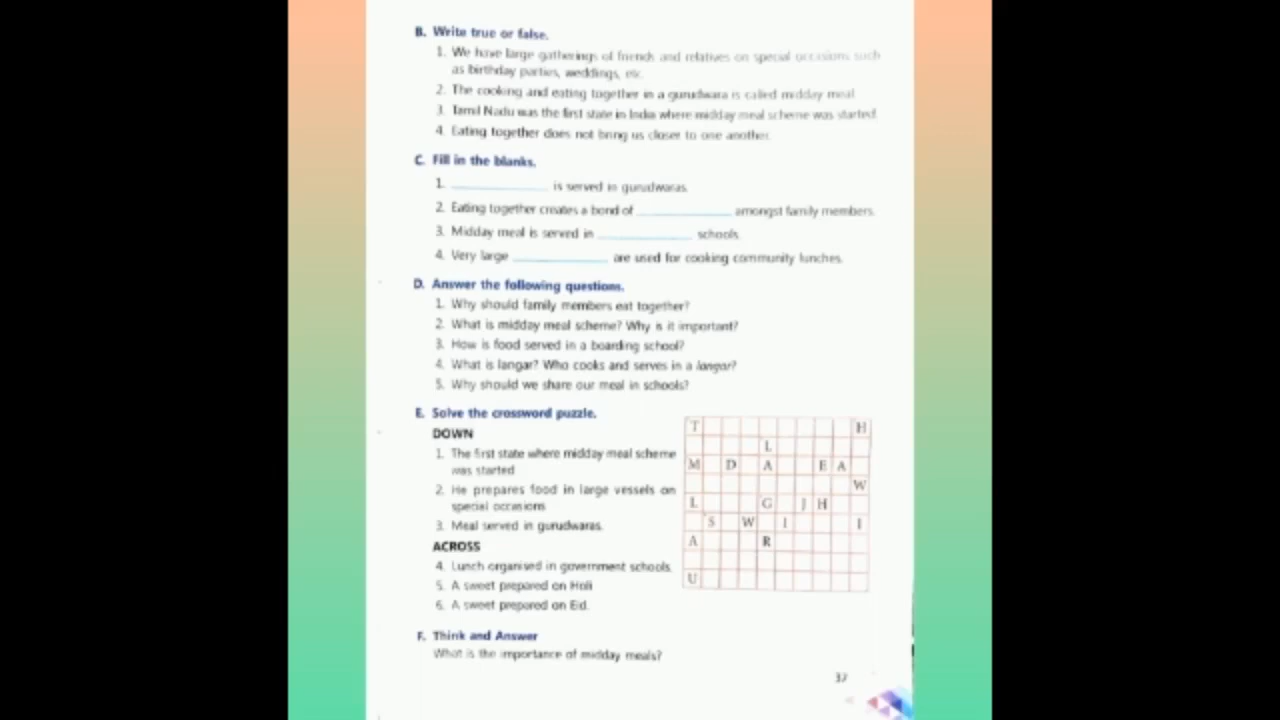 B. Write true or false.
1. We have large gatherings of friends and relatives on special occasions such
as birthday parties, weddings, etc.
2. The cooking and eating together in a gurudwara is called midday meal.
3. Tamil Nadu was the first state in India where midday meal scheme was started.
4. Eating together does not bring us closer to one another.
C. Fill in the blanks.
1. ____________ is served in gurudwaras.
2. Eating together creates a bond of ____________ amongst family members.
3. Midday meal is served in ____________ schools.
4. Very large ____________ are used for cooking community lunches.
D. Answer the following questions.
1. Why should family members eat together?
2. What is midday meal scheme? Why is it important?
3. How is food served in a boarding school?
4. What is langar? Who cooks and serves in a langar?
5. Why should we share our meal in schools?
E. Solve the crossword puzzle.
DOWN
1. The first state where midday meal scheme
was started
2. He prepares food in large vessels on
special occasions
3. Meal served in gurudwaras.
ACROSS
4. Lunch organised in government schools.
5. A sweet prepared on Holi
6. A sweet prepared on Eid.
T H
L
M D A E A
W
L G J H
S W I I
A R
U
F. Think and Answer
What is the importance of midday meals?
37